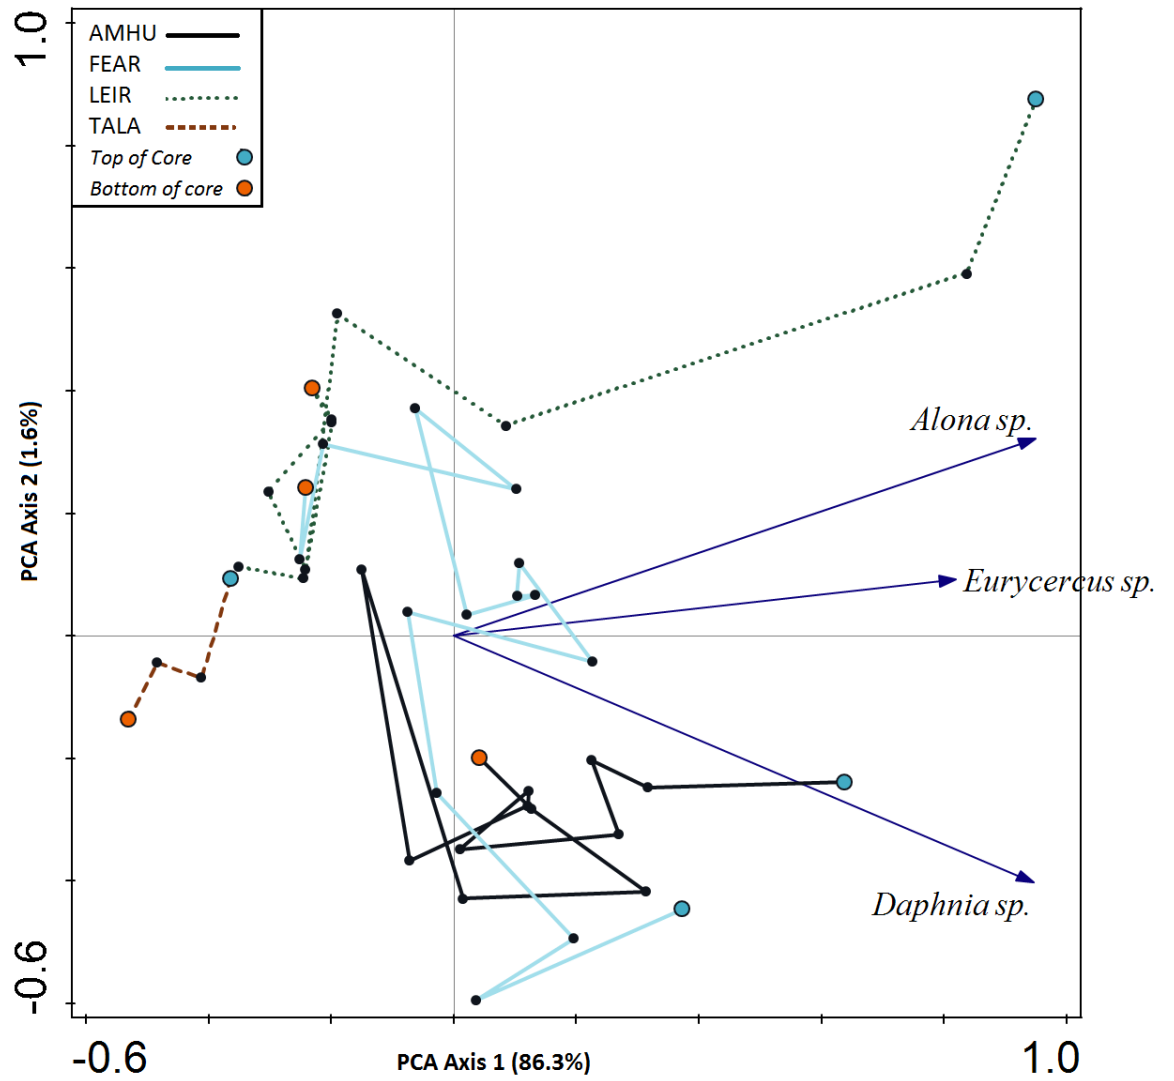 1.0
AMHU
FEAR
LEIR
TALA
Top of Core
Bottom of core
Alona sp.
Eurycercus sp.
Daphnia sp.
PCA Axis 2 (1.6%)
-0.6
-0.6
PCA Axis 1 (86.3%)
1.0